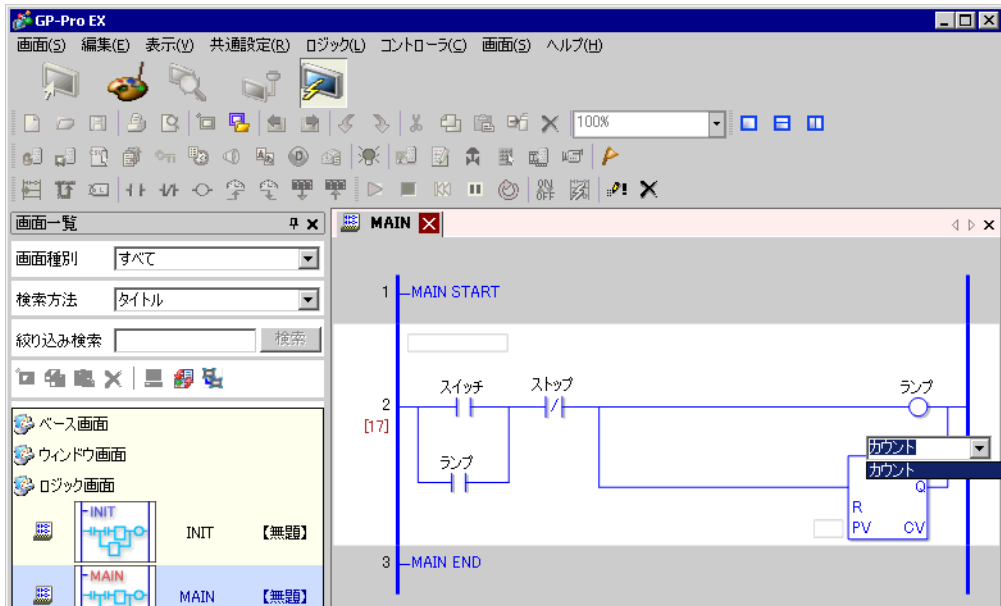 GP-Pro EX
画面(S) 編集(E) 表示(V) 共通設定(R) ロジック(L) コントローラ(C) 画面(S) ヘルプ(H)
100%
ON
OFF
画面一覧
画面種別 すべて
検索方法 タイトル
絞り込み検索 検索
ベース画面
ウィンドウ画面
ロジック画面
INIT
INIT 【無題】
MAIN
MAIN 【無題】
MAIN
1 MAIN START
スイッチ ストップ ランプ
2
[17]
ランプ
カウント
カウント
Q
R
PV CV
3 MAIN END